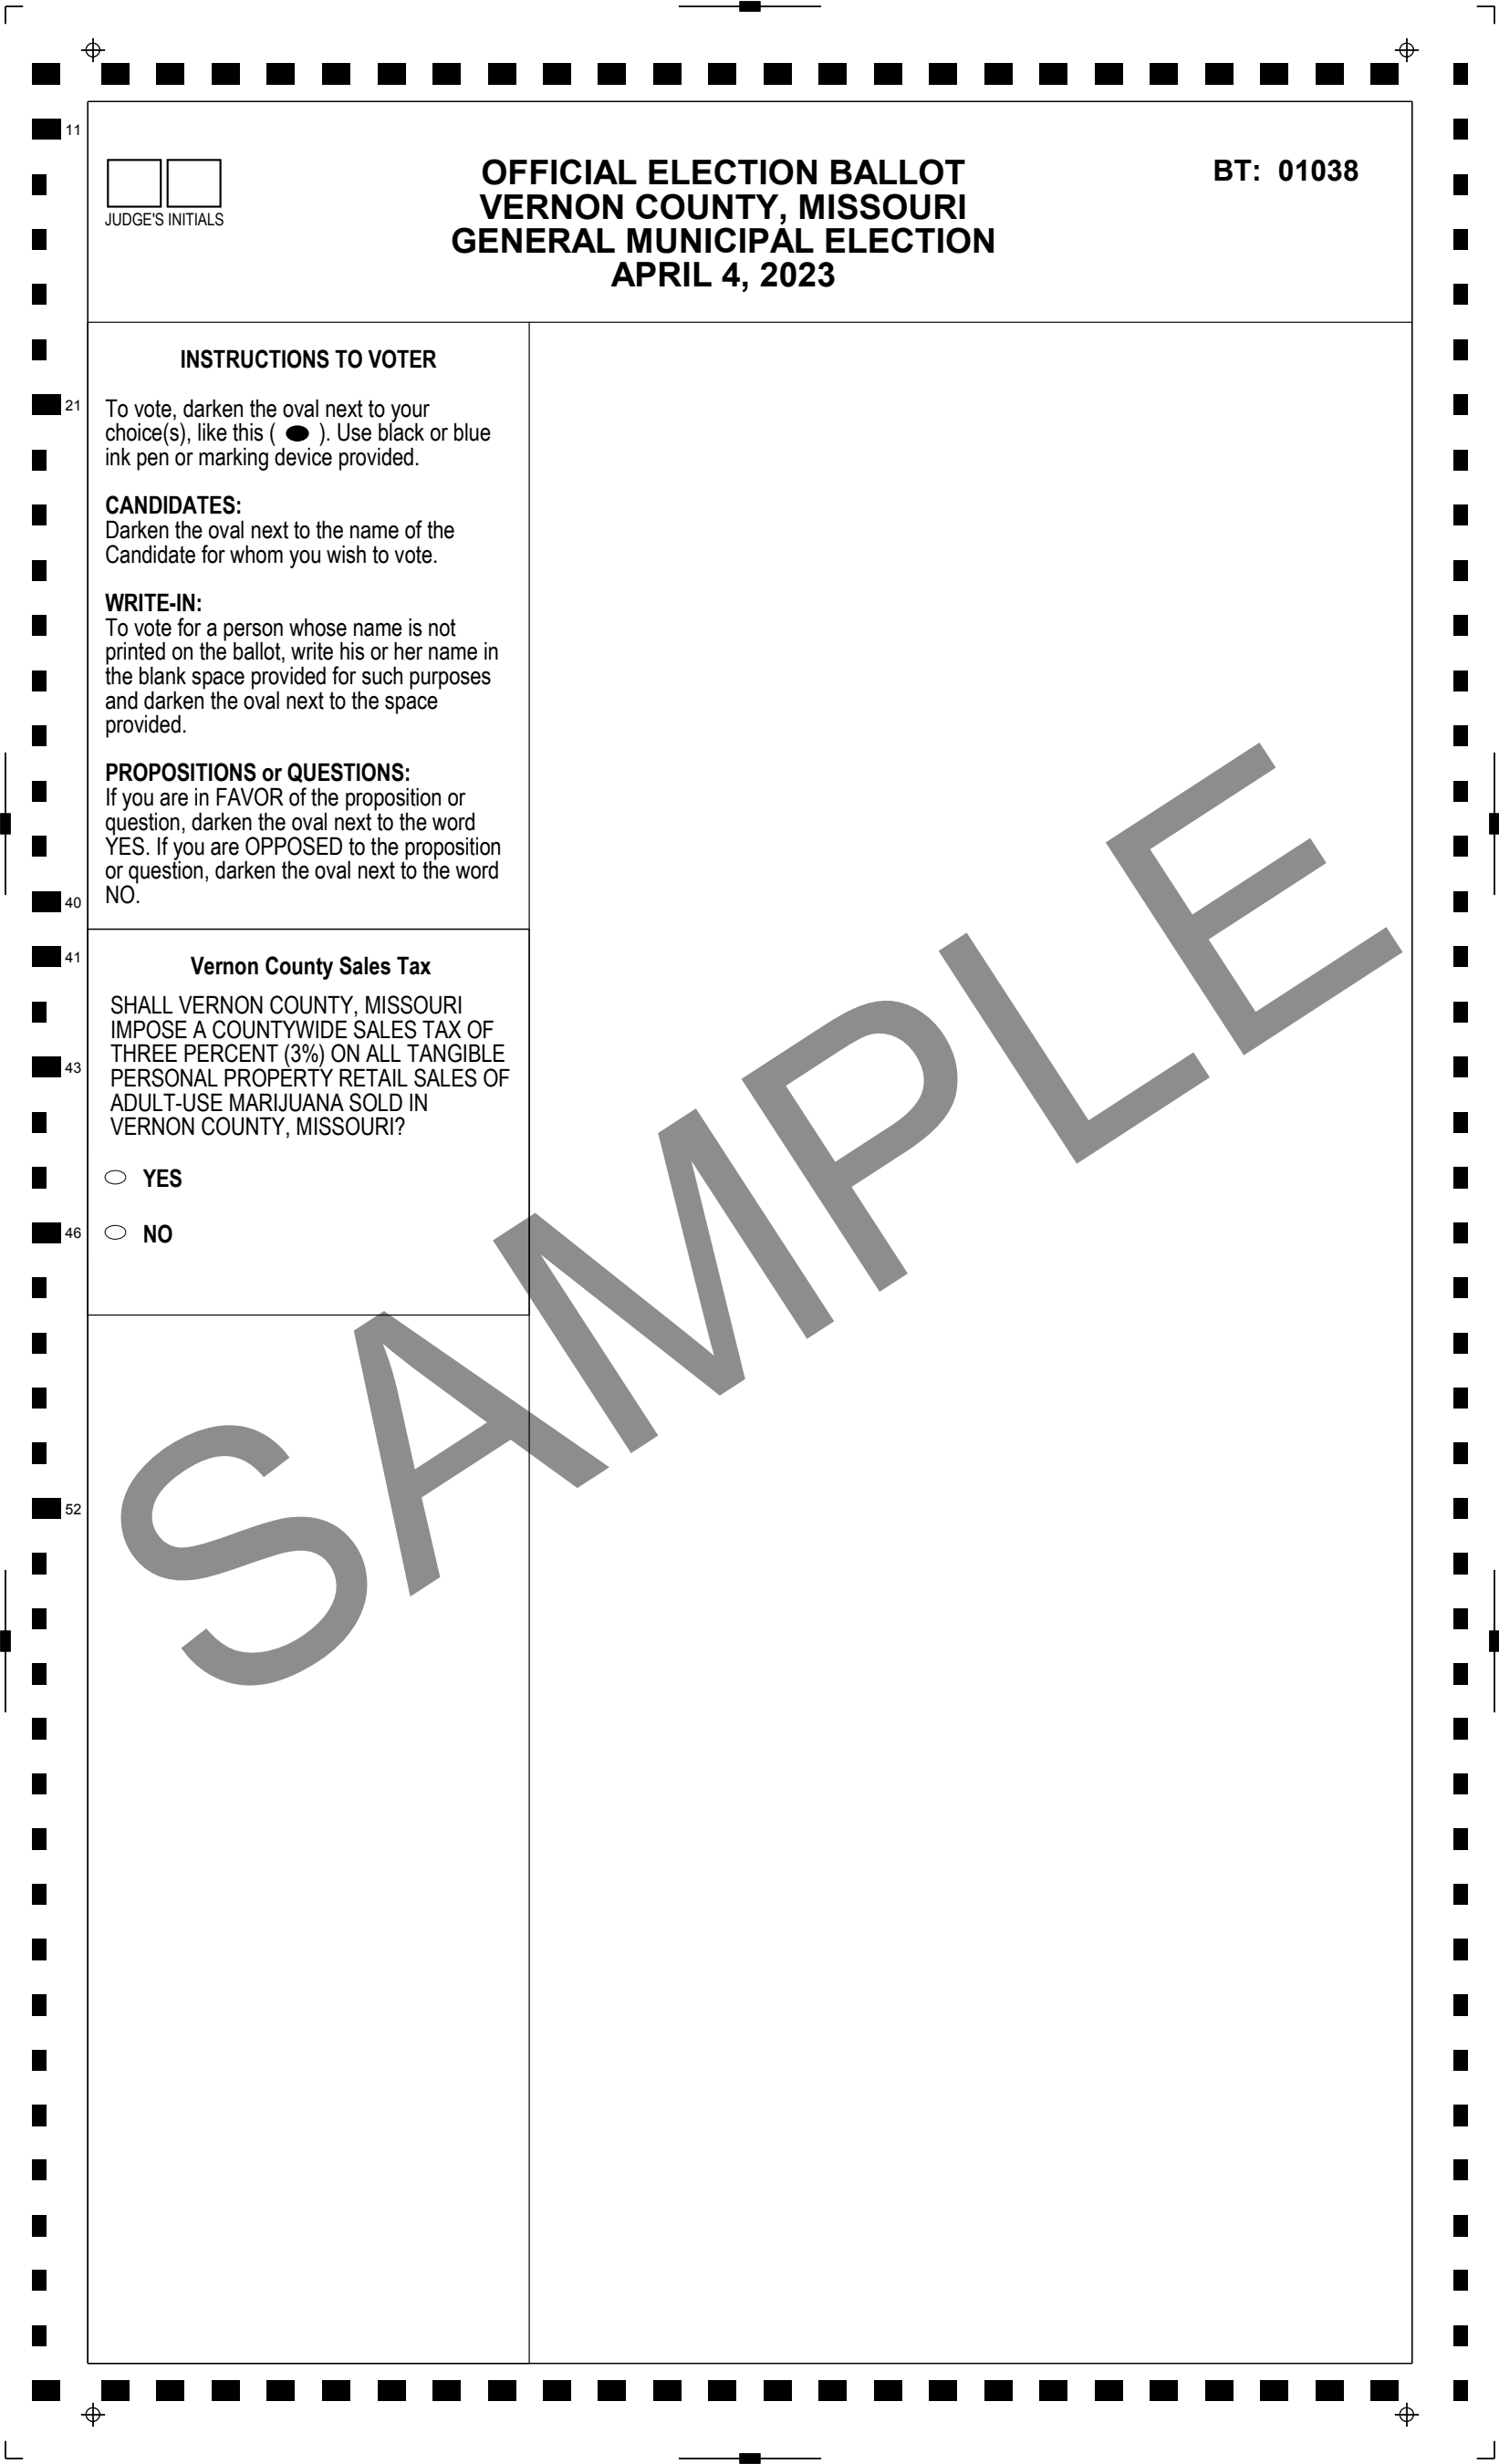 11
JUDGE'S INITIALS
OFFICIAL ELECTION BALLOT
VERNON COUNTY, MISSOURI
GENERAL MUNICIPAL ELECTION
APRIL 4, 2023
BT: 01038
INSTRUCTIONS TO VOTER
21
To vote, darken the oval next to your
choice(s), like this ( ). Use black or blue
ink pen or marking device provided.
CANDIDATES:
Darken the oval next to the name of the
Candidate for whom you wish to vote.
WRITE-IN:
To vote for a person whose name is not
printed on the ballot, write his or her name in
the blank space provided for such purposes
and darken the oval next to the space
provided.
PROPOSITIONS or QUESTIONS:
If you are in FAVOR of the proposition or
question, darken the oval next to the word
YES. If you are OPPOSED to the proposition
or question, darken the oval next to the word
NO.
40
41
Vernon County Sales Tax
SHALL VERNON COUNTY, MISSOURI
IMPOSE A COUNTYWIDE SALES TAX OF
THREE PERCENT (3%) ON ALL TANGIBLE
43
PERSONAL PROPERTY RETAIL SALES OF
ADULT-USE MARIJUANA SOLD IN
VERNON COUNTY, MISSOURI?
YES
46
NO
52
SAMPLE